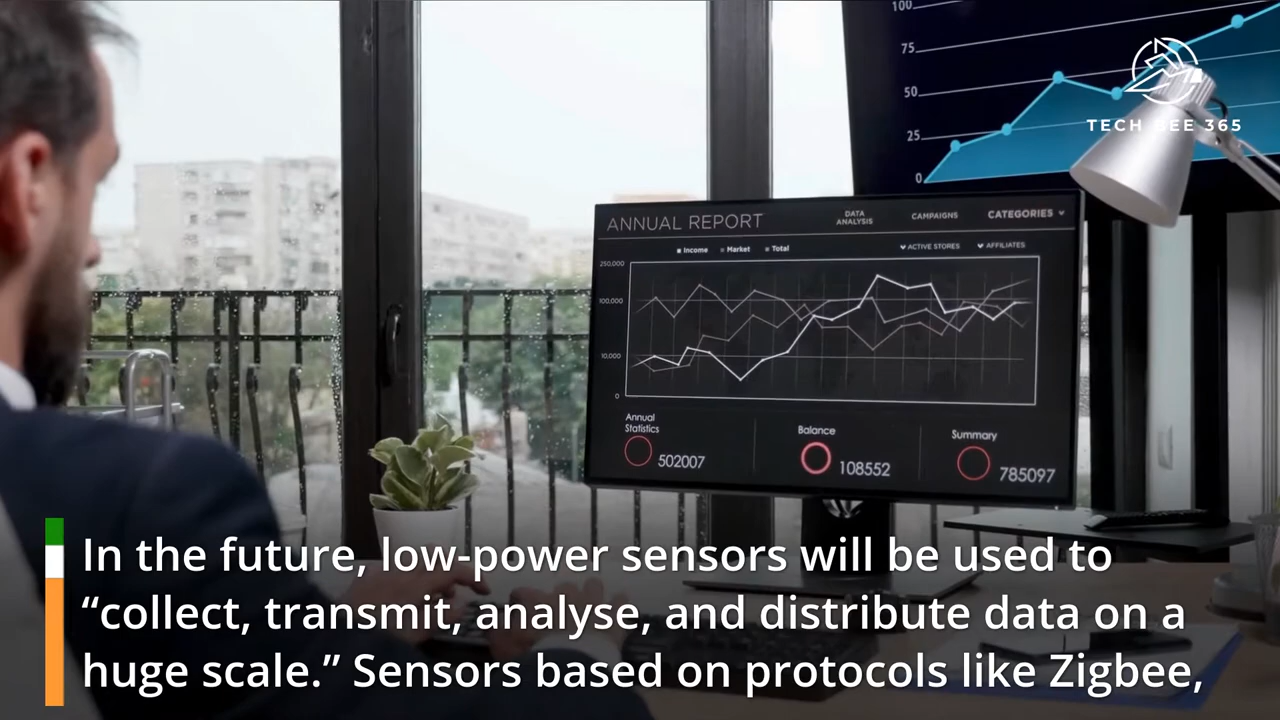 100
75
50
25
0
TECH BEE 365
ANNUAL REPORT
DATA ANALYSIS
CAMPAIGNS
CATEGORIES
Income Market Total
ACTIVE STORES AFFILIATES
250,000
100,000
10,000
0
Annual Statistics
502007
Balance
108552
Summary
785097
In the future, low-power sensors will be used to
“collect, transmit, analyse, and distribute data on a
huge scale.” Sensors based on protocols like Zigbee,